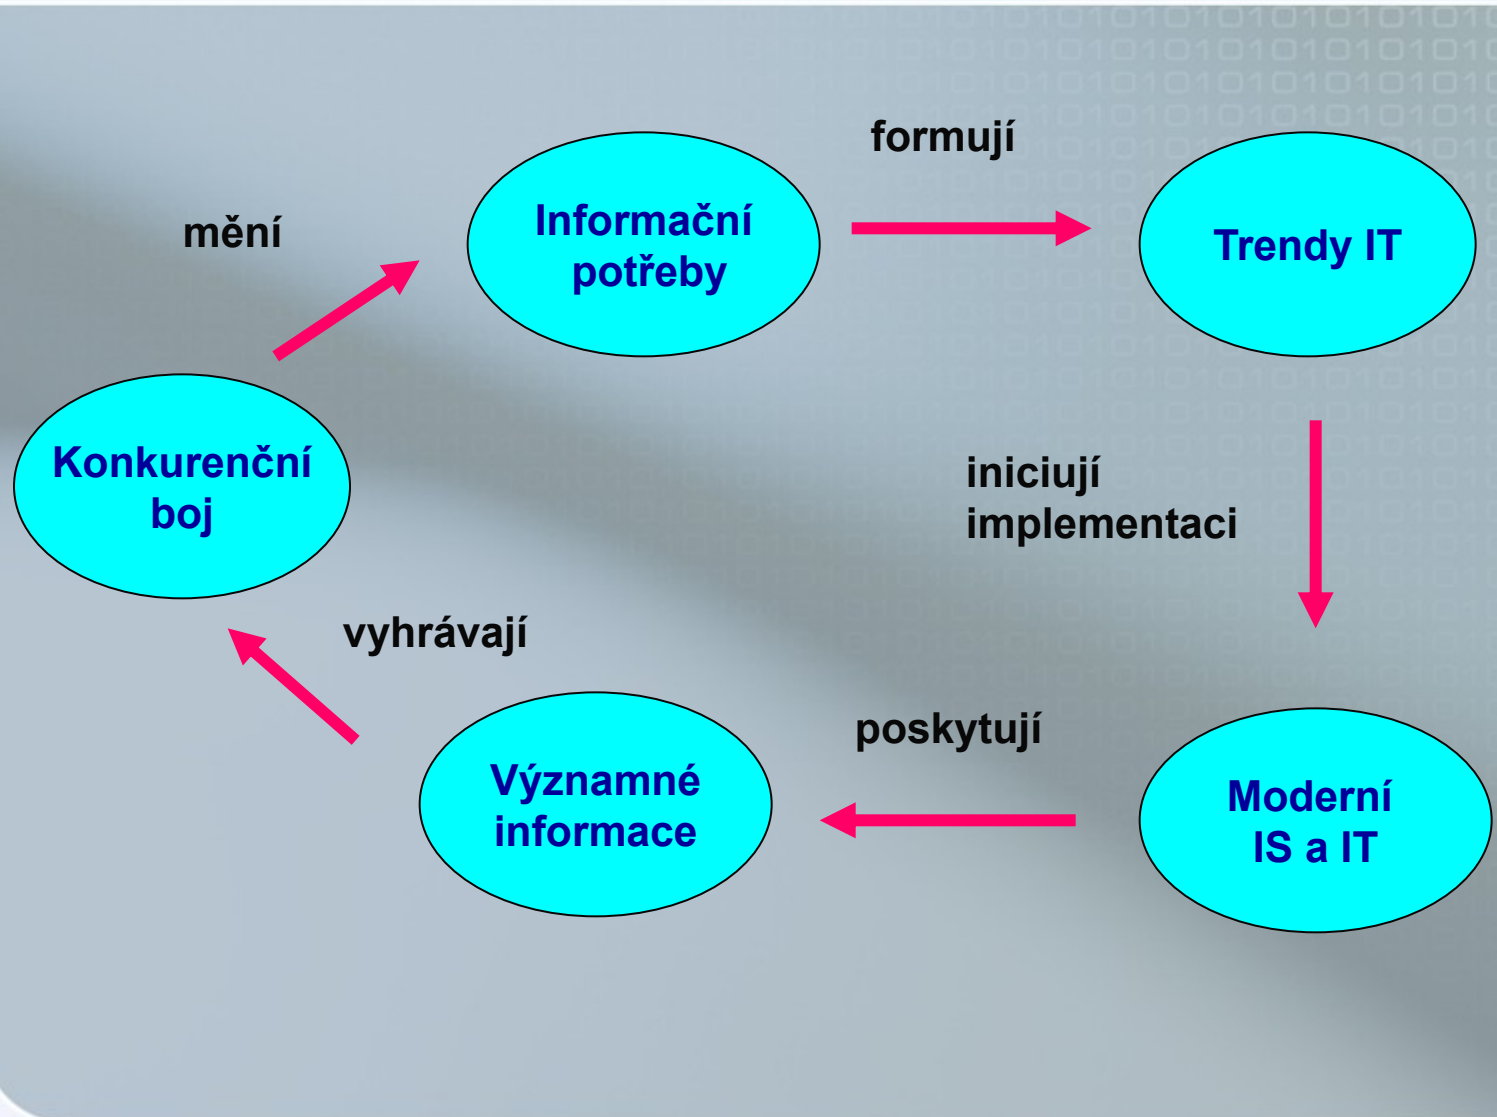 formují
Informační
potřeby
Trendy IT
mění
Konkurenční
boj
iniciují
implementaci
vyhrávají
poskytují
Významné
informace
Moderní
IS a IT